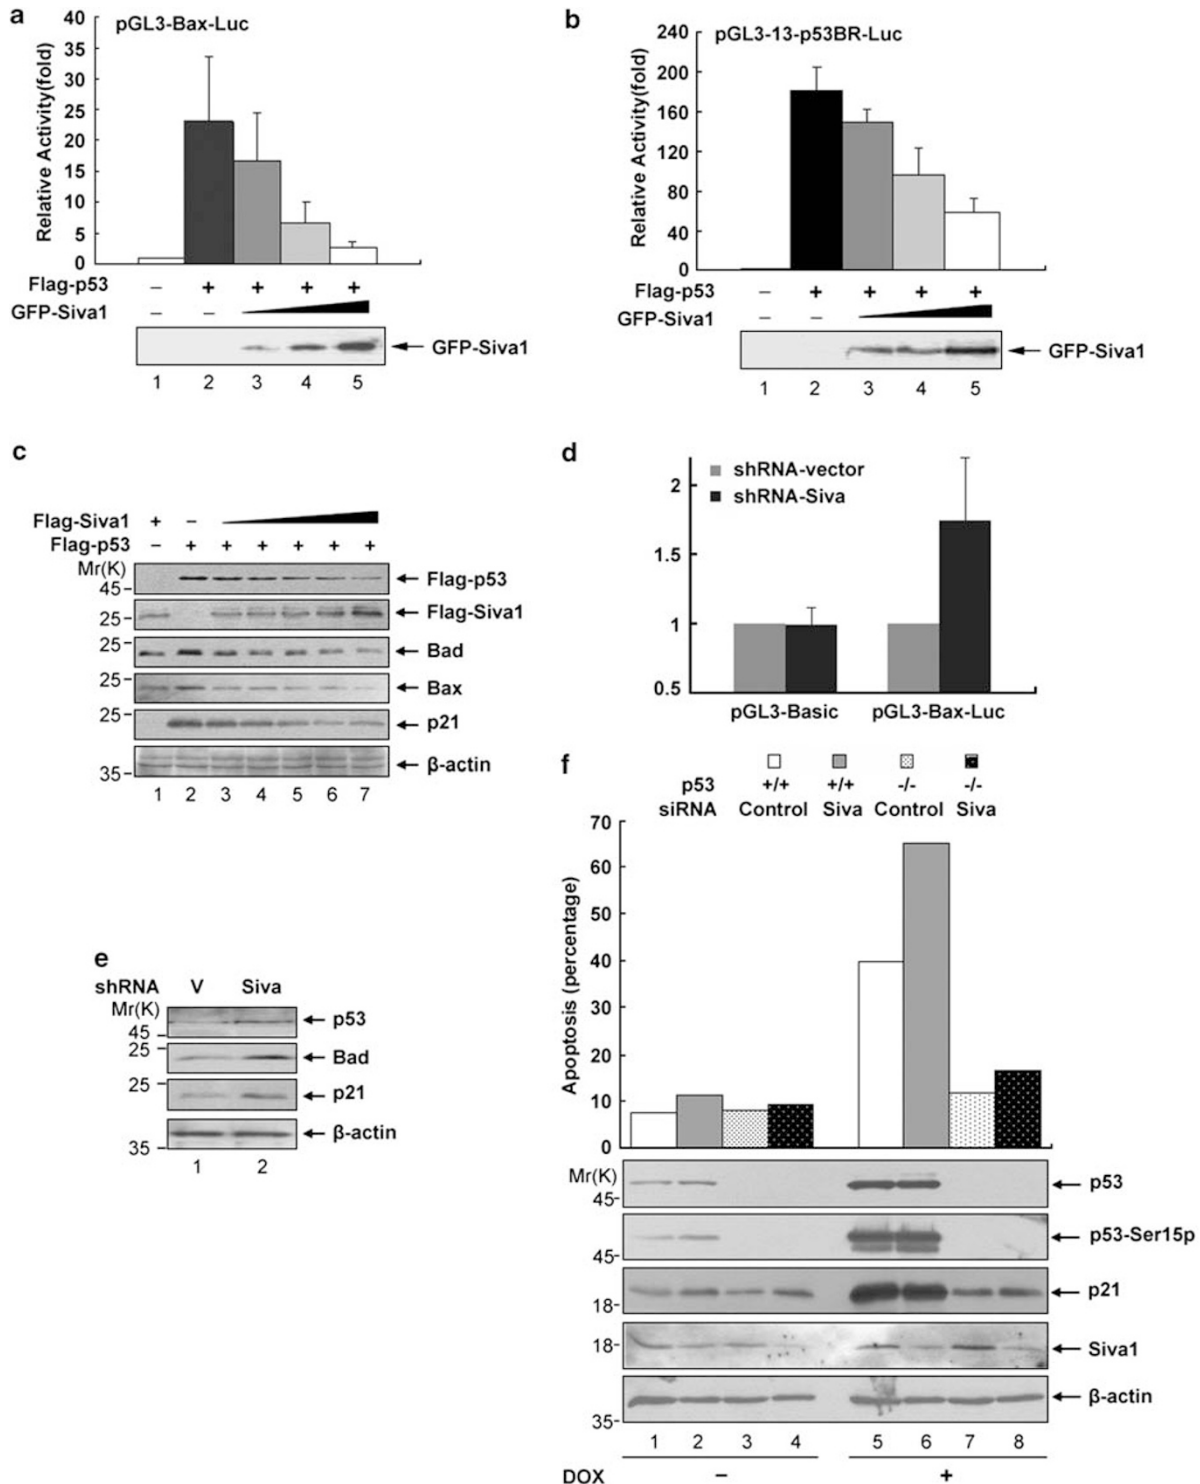 a
pGL3-Bax-Luc
Relative Activity(fold)
40
35
30
25
20
15
10
5
0
Flag-p53 – + + + +
GFP-Siva1 – –
GFP-Siva1
1 2 3 4 5
b
pGL3-13-p53BR-Luc
Relative Activity(fold)
240
200
160
120
80
40
0
Flag-p53 – + + + +
GFP-Siva1 – –
GFP-Siva1
1 2 3 4 5
c
Flag-Siva1 + –
Flag-p53 – + + + + + +
Mr(K)
45 Flag-p53
25 Flag-Siva1
25 Bad
25 Bax
25 p21
35 β-actin
1 2 3 4 5 6 7
d
shRNA-vector
shRNA-Siva
2
1.5
1
0.5
pGL3-Basic pGL3-Bax-Luc
e
shRNA V Siva
Mr(K)
45 p53
25 Bad
25 p21
35 β-actin
1 2
f
p53 +/+ +/+ -/- -/-
siRNA Control Siva Control Siva
Apoptosis (percentage)
70
60
50
40
30
20
10
0
Mr(K)
45 p53
45 p53-Ser15p
18 p21
18 Siva1
35 β-actin
1 2 3 4 5 6 7 8
DOX – +